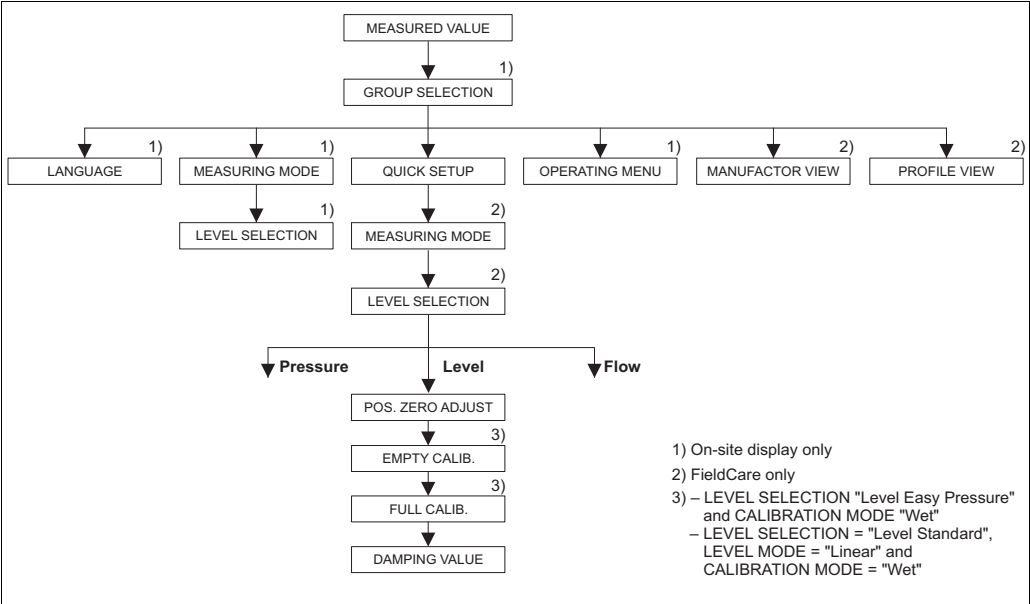 MEASURED VALUE
1)
GROUP SELECTION
1)
LANGUAGE
1)
MEASURING MODE
QUICK SETUP
1)
OPERATING MENU
2)
MANUFACTOR VIEW
2)
PROFILE VIEW
1)
LEVEL SELECTION
2)
MEASURING MODE
2)
LEVEL SELECTION
Pressure
Level
Flow
POS. ZERO ADJUST
3)
EMPTY CALIB.
3)
FULL CALIB.
DAMPING VALUE
1) On-site display only
2) FieldCare only
3) – LEVEL SELECTION "Level Easy Pressure"
and CALIBRATION MODE "Wet"
– LEVEL SELECTION = "Level Standard",
LEVEL MODE = "Linear" and
CALIBRATION MODE = "Wet"